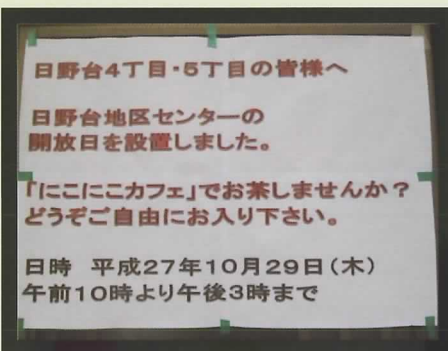 日野台4丁目・5丁目の皆様へ
日野台地区センターの
開放日を設置しました。
「にこにこカフェ」でお茶しませんか？
どうぞご自由にお入り下さい。
日時　平成27年10月29日（木）
午前10時より午後3時まで